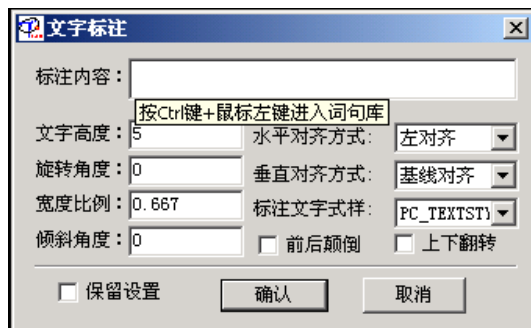 文字标注
标注内容：
按Ctrl键+鼠标左键进入词句库
文字高度：5 水平对齐方式: 左对齐
旋转角度：0 垂直对齐方式: 基线对齐
宽度比例：0.667 标注文字式样: PC_TEXTST
倾斜角度：0 前后颠倒 上下翻转
保留设置 确认 取消